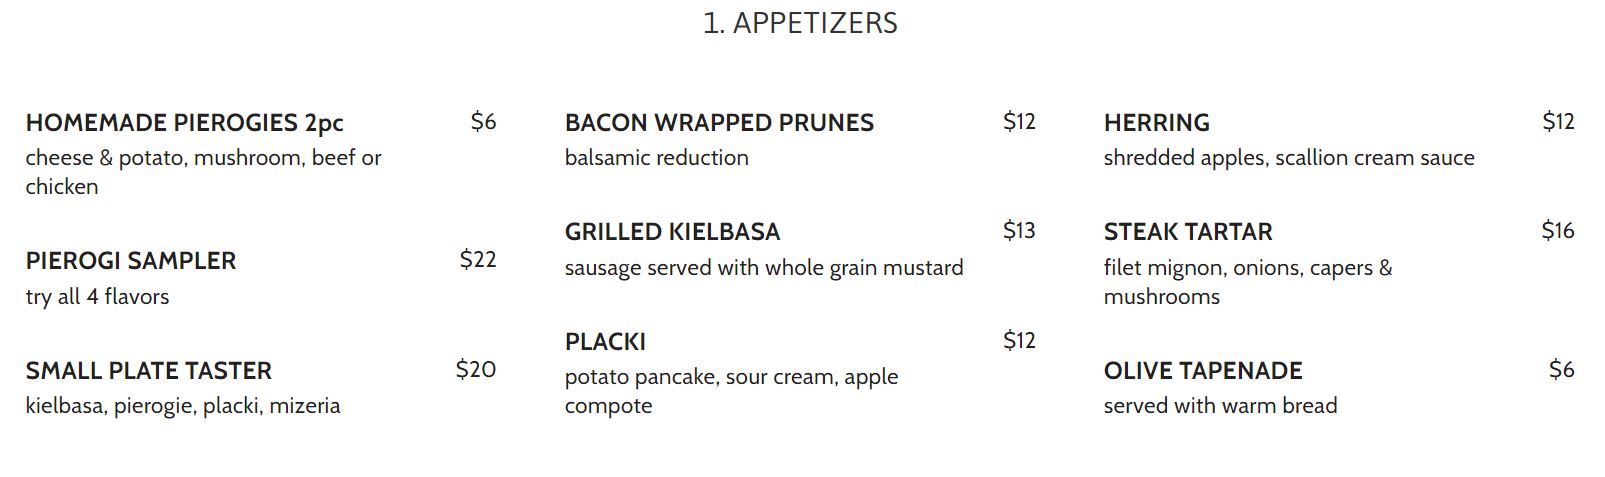 1. APPETIZERS
HOMEMADE PIEROGIES 2pc $6
cheese & potato, mushroom, beef or
chicken
PIEROGI SAMPLER $22
try all 4 flavors
SMALL PLATE TASTER $20
kielbasa, pierogie, placki, mizeria
BACON WRAPPED PRUNES $12
balsamic reduction
GRILLED KIELBASA $13
sausage served with whole grain mustard
PLACKI $12
potato pancake, sour cream, apple
compote
HERRING $12
shredded apples, scallion cream sauce
STEAK TARTAR $16
filet mignon, onions, capers &
mushrooms
OLIVE TAPENADE $6
served with warm bread